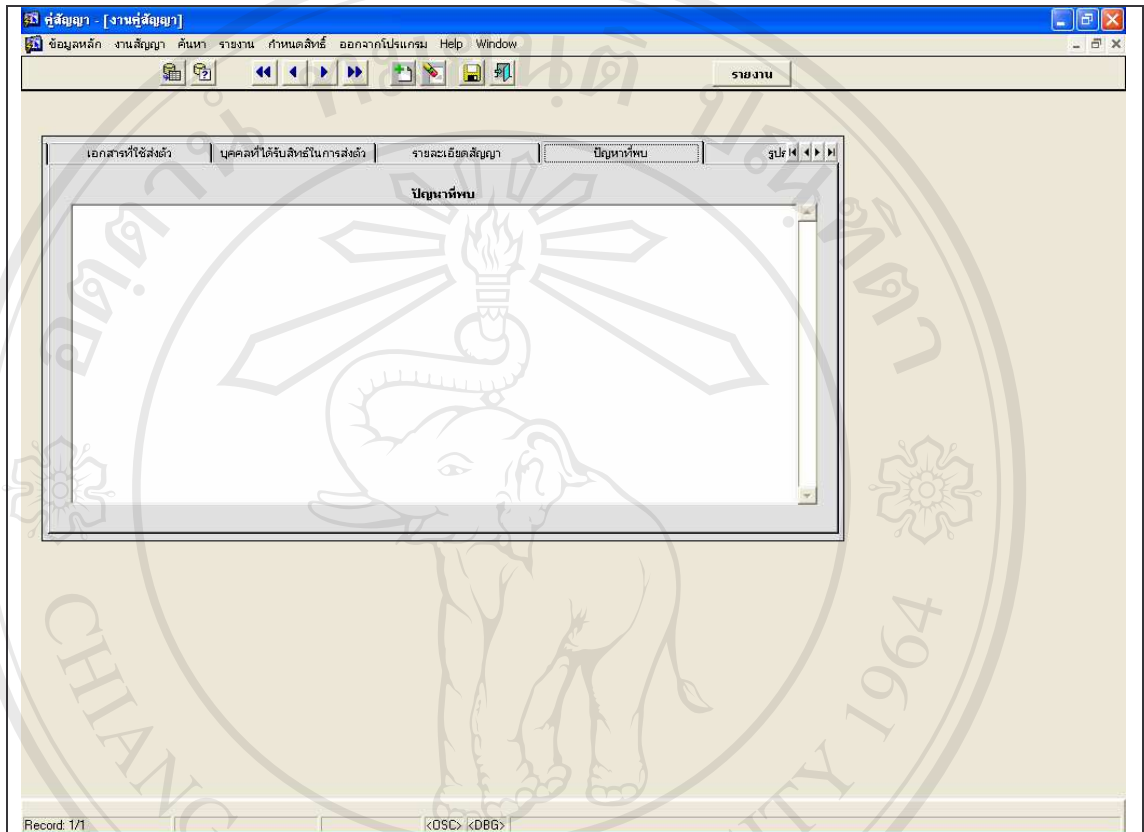 คู่สัญญา - [งานคู่สัญญา]
ข้อมูลหลัก งานสัญญา ค้นหา รายงาน กำหนดสิทธิ์ ออกจากโปรแกรม Help Window
รายงาน
เอกสารที่ใช้ส่งตัว บุคคลที่ได้รับสิทธิในการส่งตัว รายละเอียดสัญญา ปัญหาที่พบ
ปัญหาที่พบ
CHIANG UNIVERSITY 1964
Record: 1/1 <OSC> <DBG>